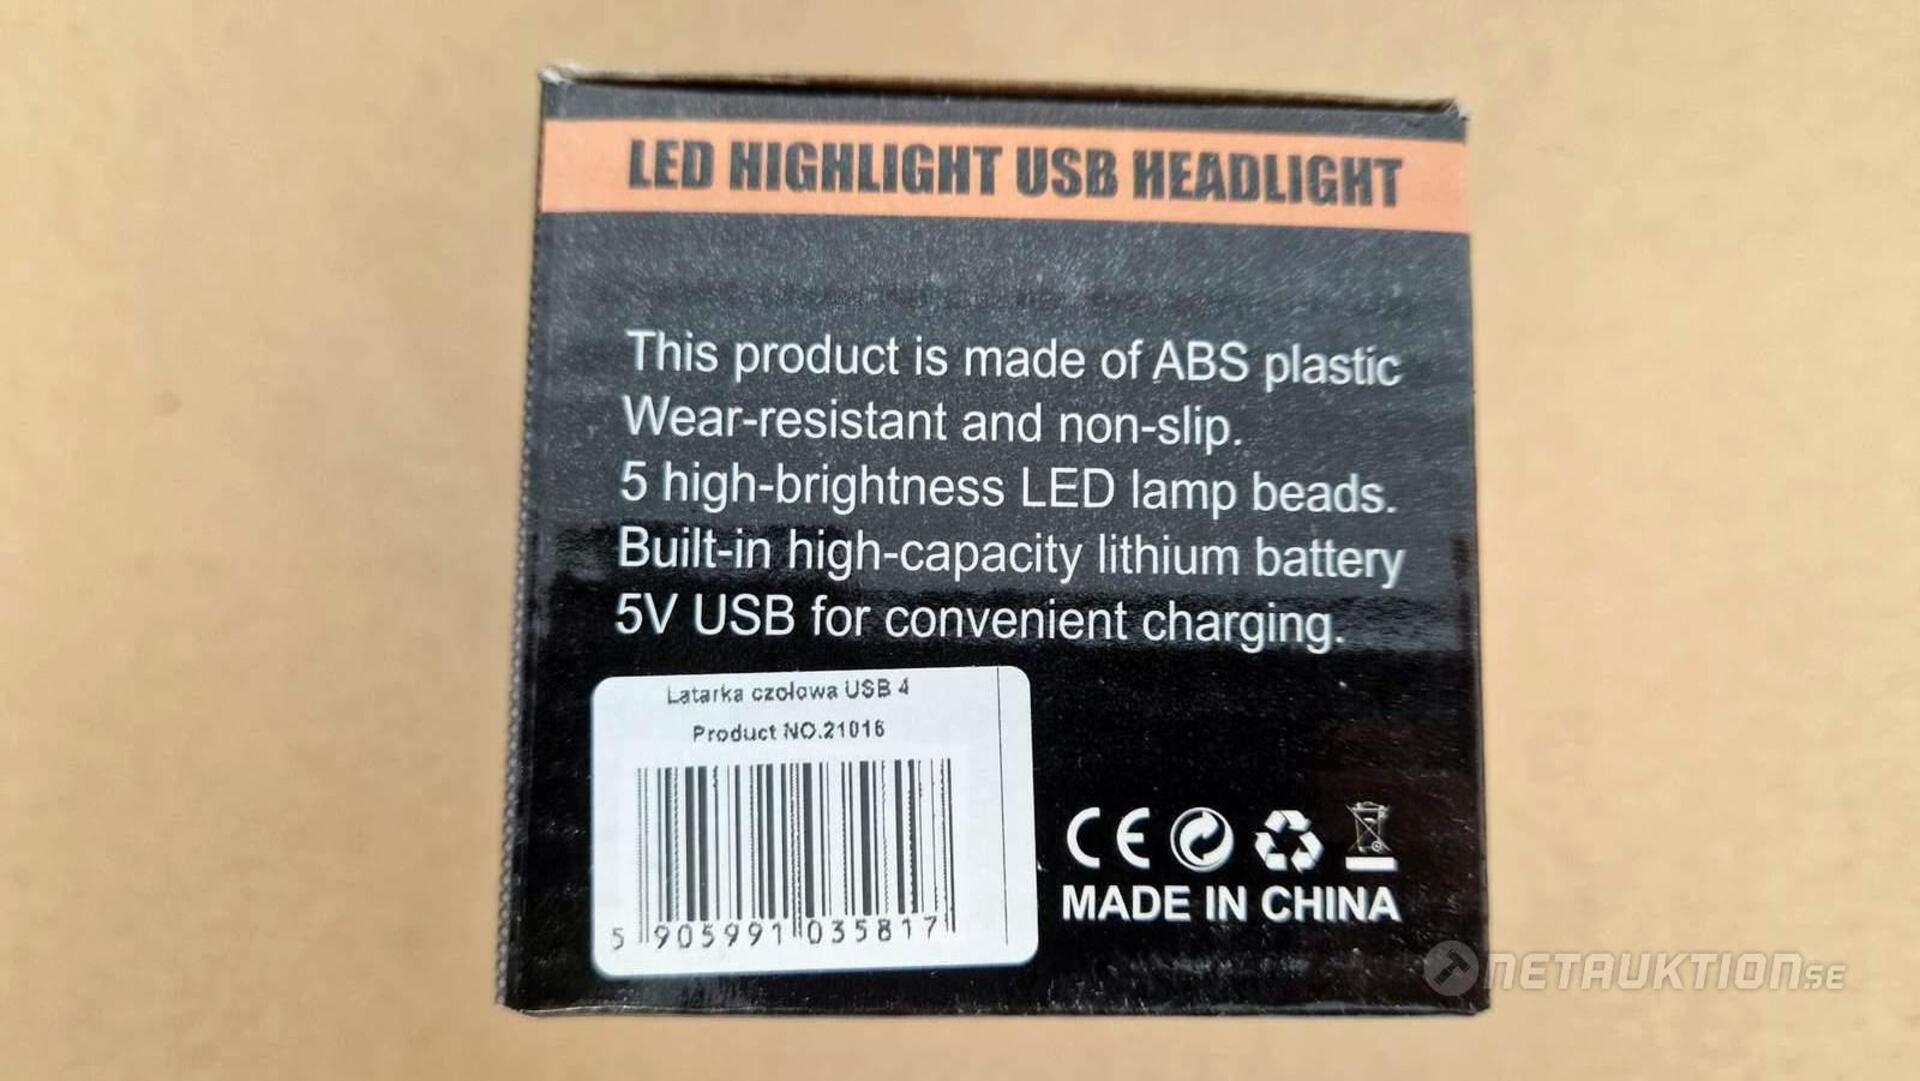 LED HIGHLIGHT USB HEADLIGHT
This product is made of ABS plastic
Wear-resistant and non-slip.
5 high-brightness LED lamp beads.
Built-in high-capacity lithium battery
5V USB for convenient charging.
Latarka czołowa USB 4
Product NO.21016
5 905991 035817
CE
MADE IN CHINA
NETAUKTION.SE